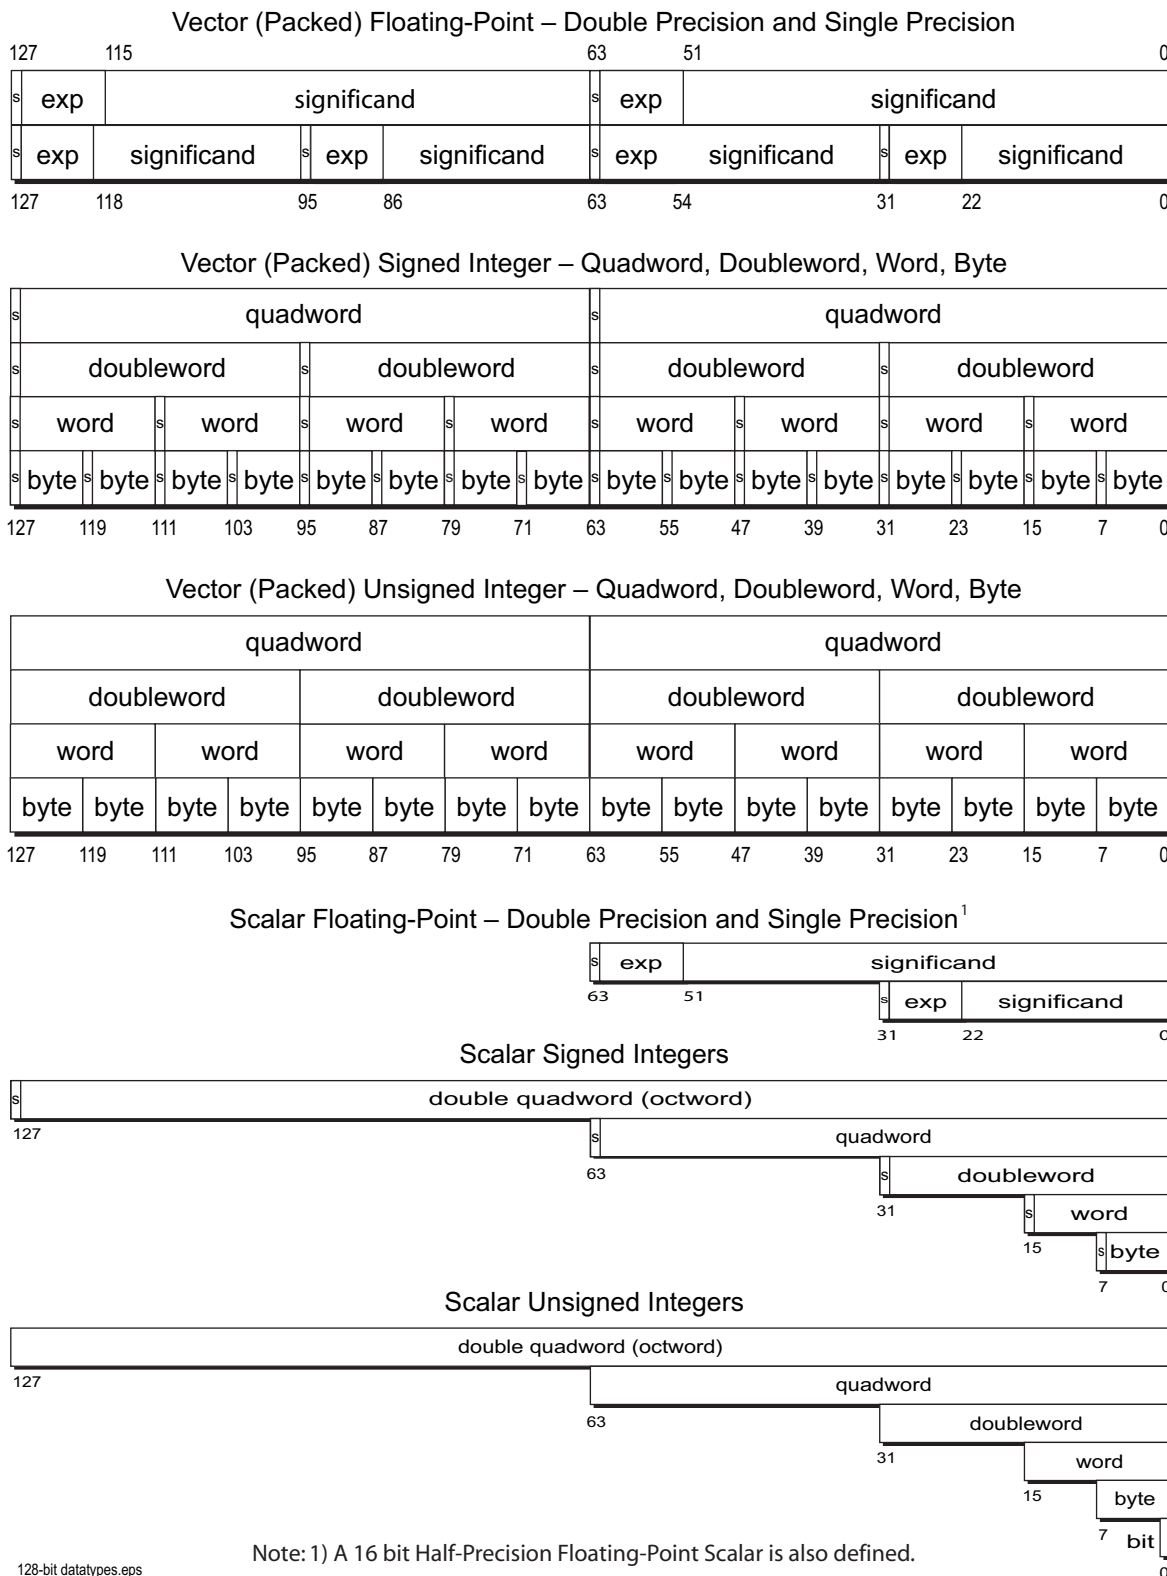 Vector (Packed) Floating-Point – Double Precision and Single Precision
127 115 63 51 0
s exp significand s exp significand
s exp significand s exp significand s exp significand s exp significand
127 118 95 86 63 54 31 22 0
Vector (Packed) Signed Integer – Quadword, Doubleword, Word, Byte
s quadword s quadword
s doubleword s doubleword s doubleword s doubleword
s word s word s word s word s word s word s word s word
s byte s byte s byte s byte s byte s byte s byte s byte s byte s byte s byte s byte s byte s byte s byte s byte
127 119 111 103 95 87 79 71 63 55 47 39 31 23 15 7 0
Vector (Packed) Unsigned Integer – Quadword, Doubleword, Word, Byte
quadword quadword
doubleword doubleword doubleword doubleword
word word word word word word word word
byte byte byte byte byte byte byte byte byte byte byte byte byte byte byte byte
127 119 111 103 95 87 79 71 63 55 47 39 31 23 15 7 0
Scalar Floating-Point – Double Precision and Single Precision1
s exp significand
63 51
s exp significand
31 22 0
Scalar Signed Integers
s double quadword (octword)
127
s quadword
63
s doubleword
31
s word
15
s byte
7 0
Scalar Unsigned Integers
double quadword (octword)
127
quadword
63
doubleword
31
word
15
byte
7
bit
0
Note: 1) A 16 bit Half-Precision Floating-Point Scalar is also defined.
128-bit datatypes.eps